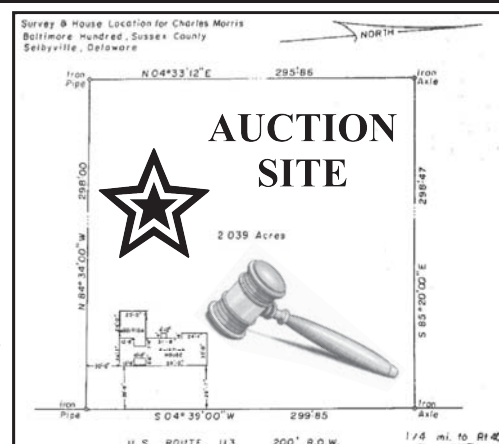 Survey & House Location for Charles Morris
Baltimore Hundred, Sussex County
Selbyville, Delaware
NORTH
Iron
Pipe
N 04°33'12" E 295.86
Iron
Axle
AUCTION
SITE
298.00
N 84°34'00" W
2.039 Acres
298.47
S 85°20'00" E
HOUSE
Iron
Pipe
S 04°39'00" W 299.85
Iron
Axle
U.S. ROUTE 113 200' R.O.W.
1/4 mi. to Rt